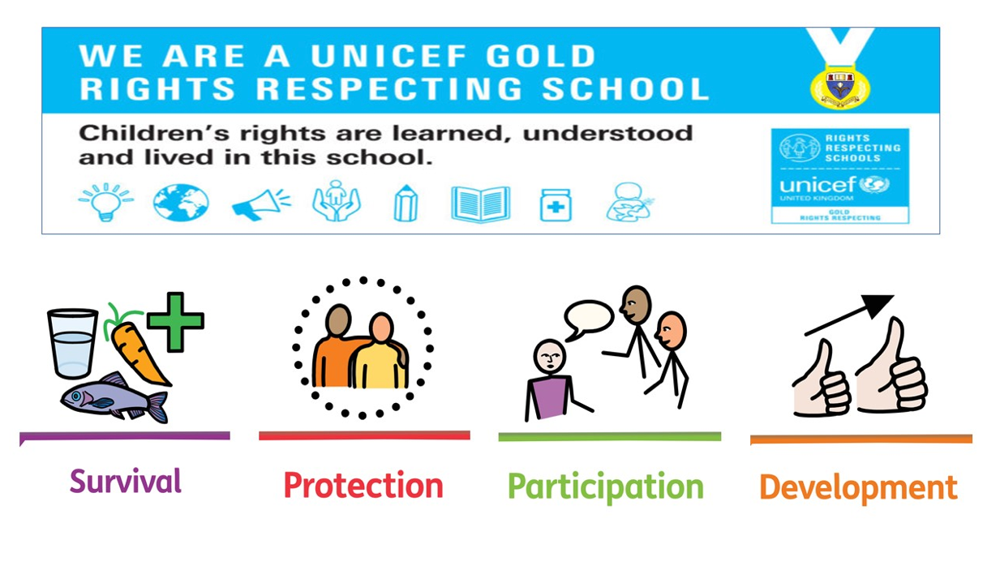 WE ARE A UNICEF GOLD
RIGHTS RESPECTING SCHOOL
Children's rights are learned, understood
and lived in this school.
RIGHTS
RESPECTING
SCHOOLS
unicef
UNITED KINGDOM
GOLD
RIGHTS RESPECTING
Survival
Protection
Participation
Development